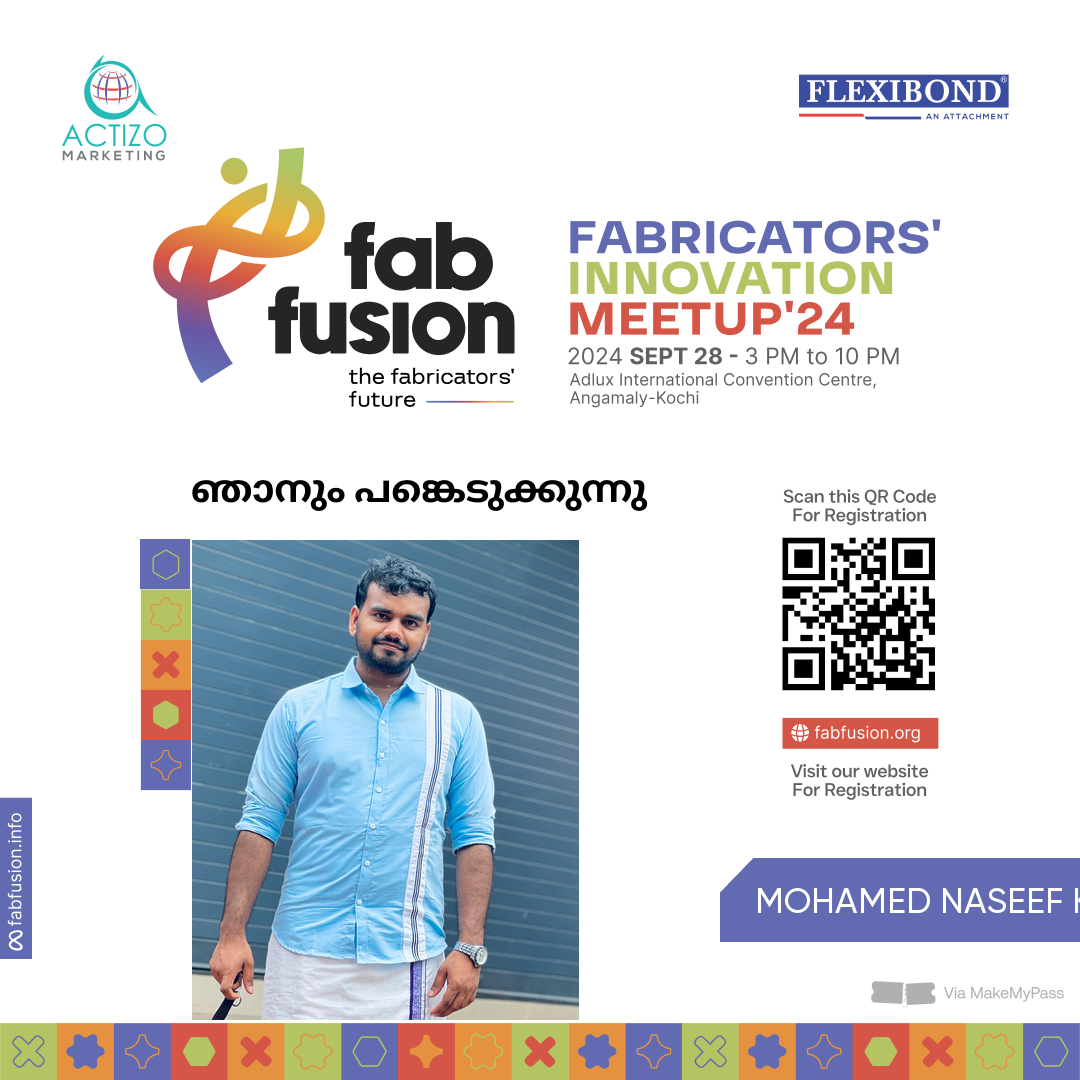 ACTIZO
MARKETING
FLEXIBOND®
AN ATTACHMENT
fab
fusion
the fabricators'
future
FABRICATORS'
INNOVATION
MEETUP'24
2024 SEPT 28 - 3 PM to 10 PM
Adlux International Convention Centre,
Angamaly-Kochi
ഞാനും പങ്കെടുക്കുന്നു
Scan this QR Code
For Registration
fabfusion.org
Visit our website
For Registration
fabfusion.info
MOHAMED NASEEF K
Via MakeMyPass